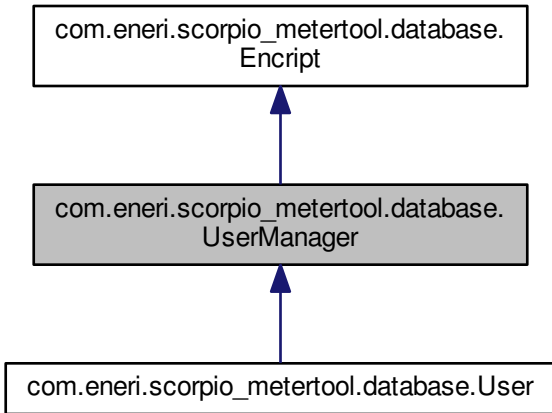 com.eneri.scorpio_metertool.database.
Encript
com.eneri.scorpio_metertool.database.
UserManager
com.eneri.scorpio_metertool.database.User